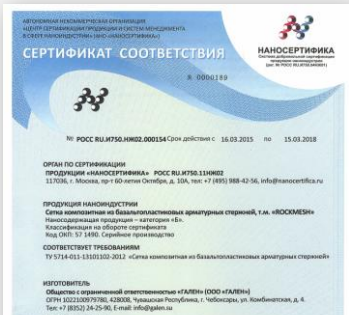 АВТОНОМНАЯ НЕКОММЕРЧЕСКАЯ ОРГАНИЗАЦИЯ
«ЦЕНТР СЕРТИФИКАЦИИ ПРОДУКЦИИ И СИСТЕМ МЕНЕДЖМЕНТА
В СФЕРЕ НАНОИНДУСТРИИ» (АНО «НАНОСЕРТИФИКА»)
СЕРТИФИКАТ СООТВЕТСТВИЯ
НАНОСЕРТИФИКА
Система добровольной сертификации
продукции наноиндустрии
№ 0000180
№ РОСС RU.И750.НЖ02.000154 Срок действия с 16.03.2015 по 15.03.2018
ОРГАН ПО СЕРТИФИКАЦИИ
ПРОДУКЦИИ «НАНОСЕРТИФИКА» РОСС RU.И750.11НЖ02
117036, г. Москва, пр-т 60-летия Октября, д. 10А, тел: +7 (495) 988-42-56, info@nanocertifica.ru
ПРОДУКЦИЯ НАНОИНДУСТРИИ
Сетка композитная из базальтопластиковых арматурных стержней, т.м. «ROCKMESH»
Наносодержащая продукция – категория «Б».
Классификация на обороте сертификата
Код ОКП: 57 1490. Серийное производство
СООТВЕТСТВУЕТ ТРЕБОВАНИЯМ
ТУ 5714-011-13101102-2012 «Сетка композитная из базальтопластиковых арматурных стержней»
ИЗГОТОВИТЕЛЬ
Общество с ограниченной ответственностью «ГАЛЕН» (ООО «ГАЛЕН»)
ОГРН 1022100979780, 428008, Чувашская Республика, г. Чебоксары, ул. Комбинатская, д. 4.
Тел: +7 (8352) 24-25-90, E-mail: info@galen.su